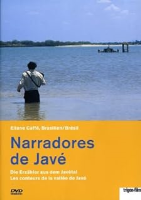 Eliane Caffé, Brasilien/Brésil
Narradores de Javé
Die Erzähler aus dem Javétal
Les conteurs de la vallée de Javé
DVD
trigon-film